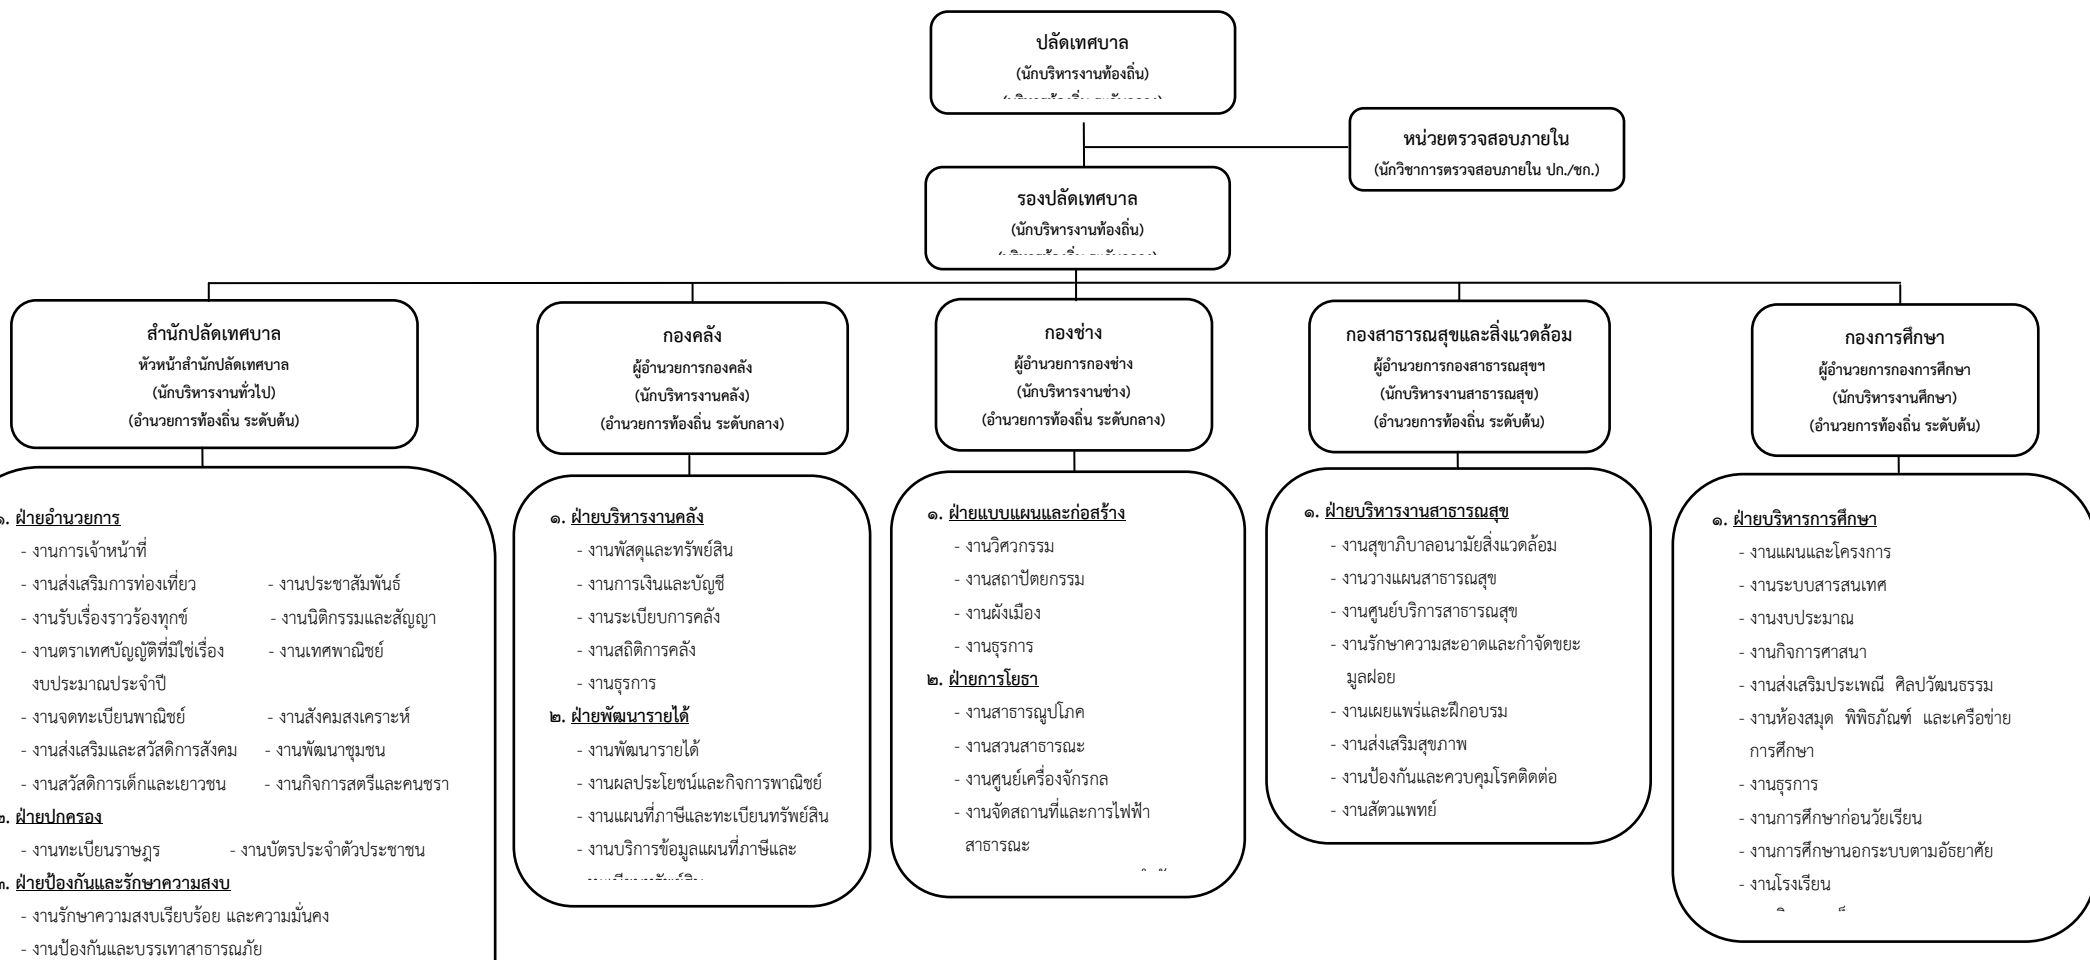 ปลัดเทศบาล
(นักบริหารงานท้องถิ่น)
หน่วยตรวจสอบภายใน
(นักวิชาการตรวจสอบภายใน ปก./ชก.)
รองปลัดเทศบาล
(นักบริหารงานท้องถิ่น)
สำนักปลัดเทศบาล
หัวหน้าสำนักปลัดเทศบาล
(นักบริหารงานทั่วไป)
(อำนวยการท้องถิ่น ระดับต้น)
กองคลัง
ผู้อำนวยการกองคลัง
(นักบริหารงานคลัง)
(อำนวยการท้องถิ่น ระดับกลาง)
กองช่าง
ผู้อำนวยการกองช่าง
(นักบริหารงานช่าง)
(อำนวยการท้องถิ่น ระดับกลาง)
กองสาธารณสุขและสิ่งแวดล้อม
ผู้อำนวยการกองสาธารณสุขฯ
(นักบริหารงานสาธารณสุข)
(อำนวยการท้องถิ่น ระดับต้น)
กองการศึกษา
ผู้อำนวยการกองการศึกษา
(นักบริหารงานศึกษา)
(อำนวยการท้องถิ่น ระดับต้น)
๑. ฝ่ายอำนวยการ
- งานการเจ้าหน้าที่
- งานส่งเสริมการท่องเที่ยว - งานประชาสัมพันธ์
- งานรับเรื่องราวร้องทุกข์ - งานนิติกรรมและสัญญา
- งานตราเทศบัญญัติที่มิใช่เรื่อง - งานเทศพาณิชย์
งบประมาณประจำปี
- งานจดทะเบียนพาณิชย์ - งานสังคมสงเคราะห์
- งานส่งเสริมและสวัสดิการสังคม - งานพัฒนาชุมชน
- งานสวัสดิการเด็กและเยาวชน - งานกิจการสตรีและคนชรา
๒. ฝ่ายปกครอง
- งานทะเบียนราษฎร - งานบัตรประจำตัวประชาชน
๓. ฝ่ายป้องกันและรักษาความสงบ
- งานรักษาความสงบเรียบร้อย และความมั่นคง
- งานป้องกันและบรรเทาสาธารณภัย
๑. ฝ่ายบริหารงานคลัง
- งานพัสดุและทรัพย์สิน
- งานการเงินและบัญชี
- งานระเบียบการคลัง
- งานสถิติการคลัง
- งานธุรการ
๒. ฝ่ายพัฒนารายได้
- งานพัฒนารายได้
- งานผลประโยชน์และกิจการพาณิชย์
- งานแผนที่ภาษีและทะเบียนทรัพย์สิน
- งานบริการข้อมูลแผนที่ภาษีและ
๑. ฝ่ายแบบแผนและก่อสร้าง
- งานวิศวกรรม
- งานสถาปัตยกรรม
- งานผังเมือง
- งานธุรการ
๒. ฝ่ายการโยธา
- งานสาธารณูปโภค
- งานสวนสาธารณะ
- งานศูนย์เครื่องจักรกล
- งานจัดสถานที่และการไฟฟ้า
สาธารณะ
๑. ฝ่ายบริหารงานสาธารณสุข
- งานสุขาภิบาลอนามัยสิ่งแวดล้อม
- งานวางแผนสาธารณสุข
- งานศูนย์บริการสาธารณสุข
- งานรักษาความสะอาดและกำจัดขยะ
มูลฝอย
- งานเผยแพร่และฝึกอบรม
- งานส่งเสริมสุขภาพ
- งานป้องกันและควบคุมโรคติดต่อ
- งานสัตวแพทย์
๑. ฝ่ายบริหารการศึกษา
- งานแผนและโครงการ
- งานระบบสารสนเทศ
- งานงบประมาณ
- งานกิจการศาสนา
- งานส่งเสริมประเพณี ศิลปวัฒนธรรม
- งานห้องสมุด พิพิธภัณฑ์ และเครือข่าย
การศึกษา
- งานธุรการ
- งานการศึกษาก่อนวัยเรียน
- งานการศึกษานอกระบบตามอัธยาศัย
- งานโรงเรียน